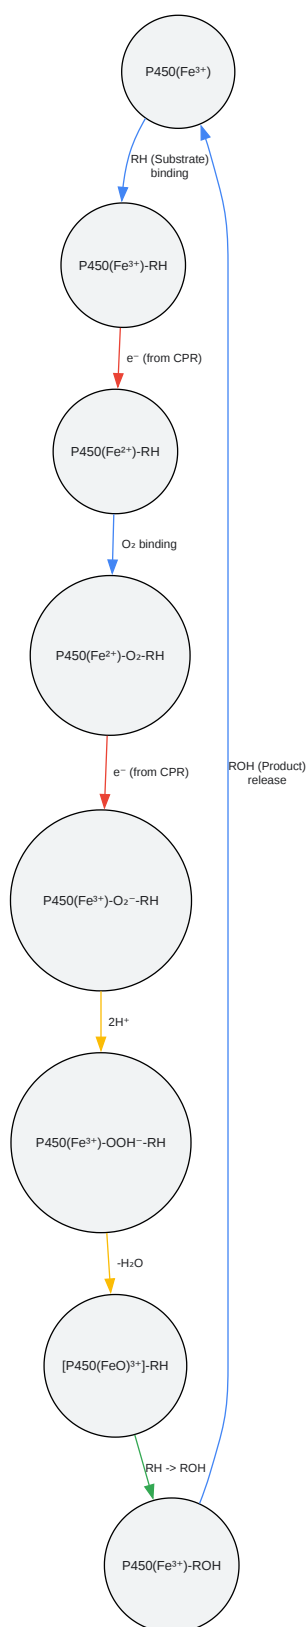 P450(Fe³⁺)
RH (Substrate)
binding
P450(Fe³⁺)-RH
e⁻ (from CPR)
P450(Fe²⁺)-RH
O₂ binding
P450(Fe²⁺)-O₂-RH
e⁻ (from CPR)
ROH (Product)
release
P450(Fe³⁺)-O₂⁻-RH
2H⁺
P450(Fe³⁺)-OOH⁻-RH
-H₂O
[P450(FeO)³⁺]-RH
RH -> ROH
P450(Fe³⁺)-ROH